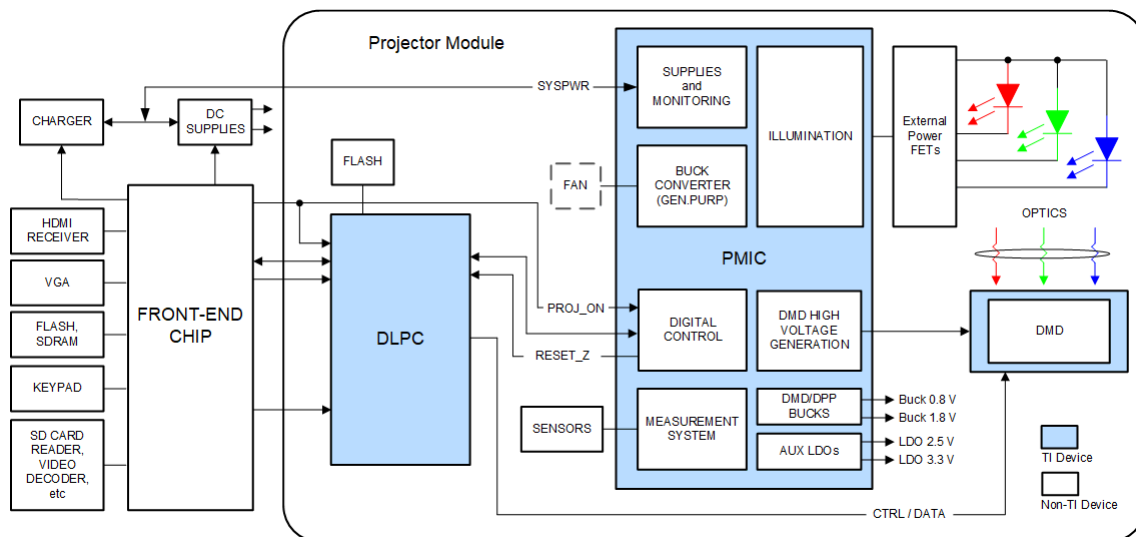 Projector Module
SYSPWR
SUPPLIES
and
MONITORING
ILLUMINATION
External
Power
FETs
CHARGER
DC
SUPPLIES
FLASH
FAN
BUCK
CONVERTER
(GEN.PURP)
HDMI
RECEIVER
OPTICS
VGA
PMIC
FRONT-END
CHIP
PROJ_ON
FLASH,
SDRAM
DLPC
DIGITAL
CONTROL
DMD HIGH
VOLTAGE
GENERATION
DMD
RESET_Z
KEYPAD
SENSORS
MEASUREMENT
SYSTEM
DMD/DPP
BUCKS
Buck 0.8 V
Buck 1.8 V
SD CARD
READER,
VIDEO
DECODER,
etc
AUX LDOs
LDO 2.5 V
LDO 3.3 V
TI Device
CTRL / DATA
Non-TI Device